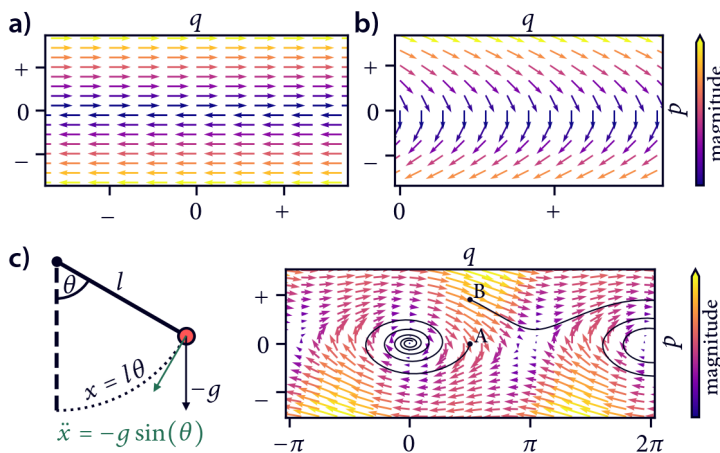 a)
q
+
0
−
− 0 +
b)
q
+
0
−
0 +
p
magnitude
c)
θ
l
x = lθ
−g
ẍ = −g sin(θ)
q
+
0
−
B
A
−π 0 π 2π
p
magnitude